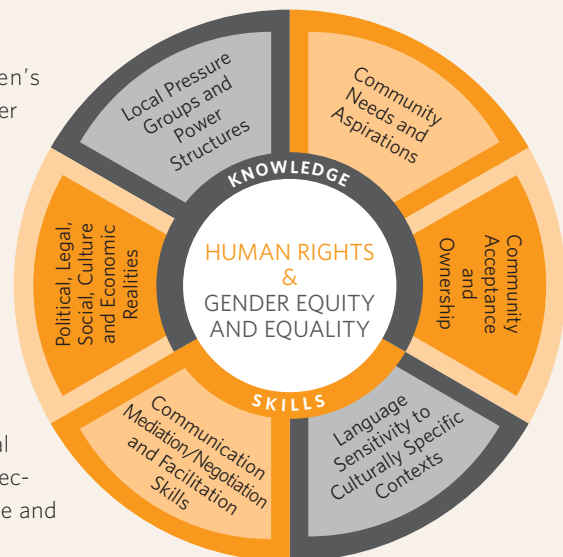 en's
er
Local Pressure
Groups and
Power
Structures
Community
Needs and
Aspirations
KNOWLEDGE
Political, Legal,
Social, Culture
and Economic
Realities
HUMAN RIGHTS
&
GENDER EQUITY
AND EQUALITY
Community
Acceptance
and
Ownership
SKILLS
Communication
Mediation/Negotiation
and Facilitation
Skills
Language
Sensitivity to
Culturally Specific
Contexts
al
ec-
e and